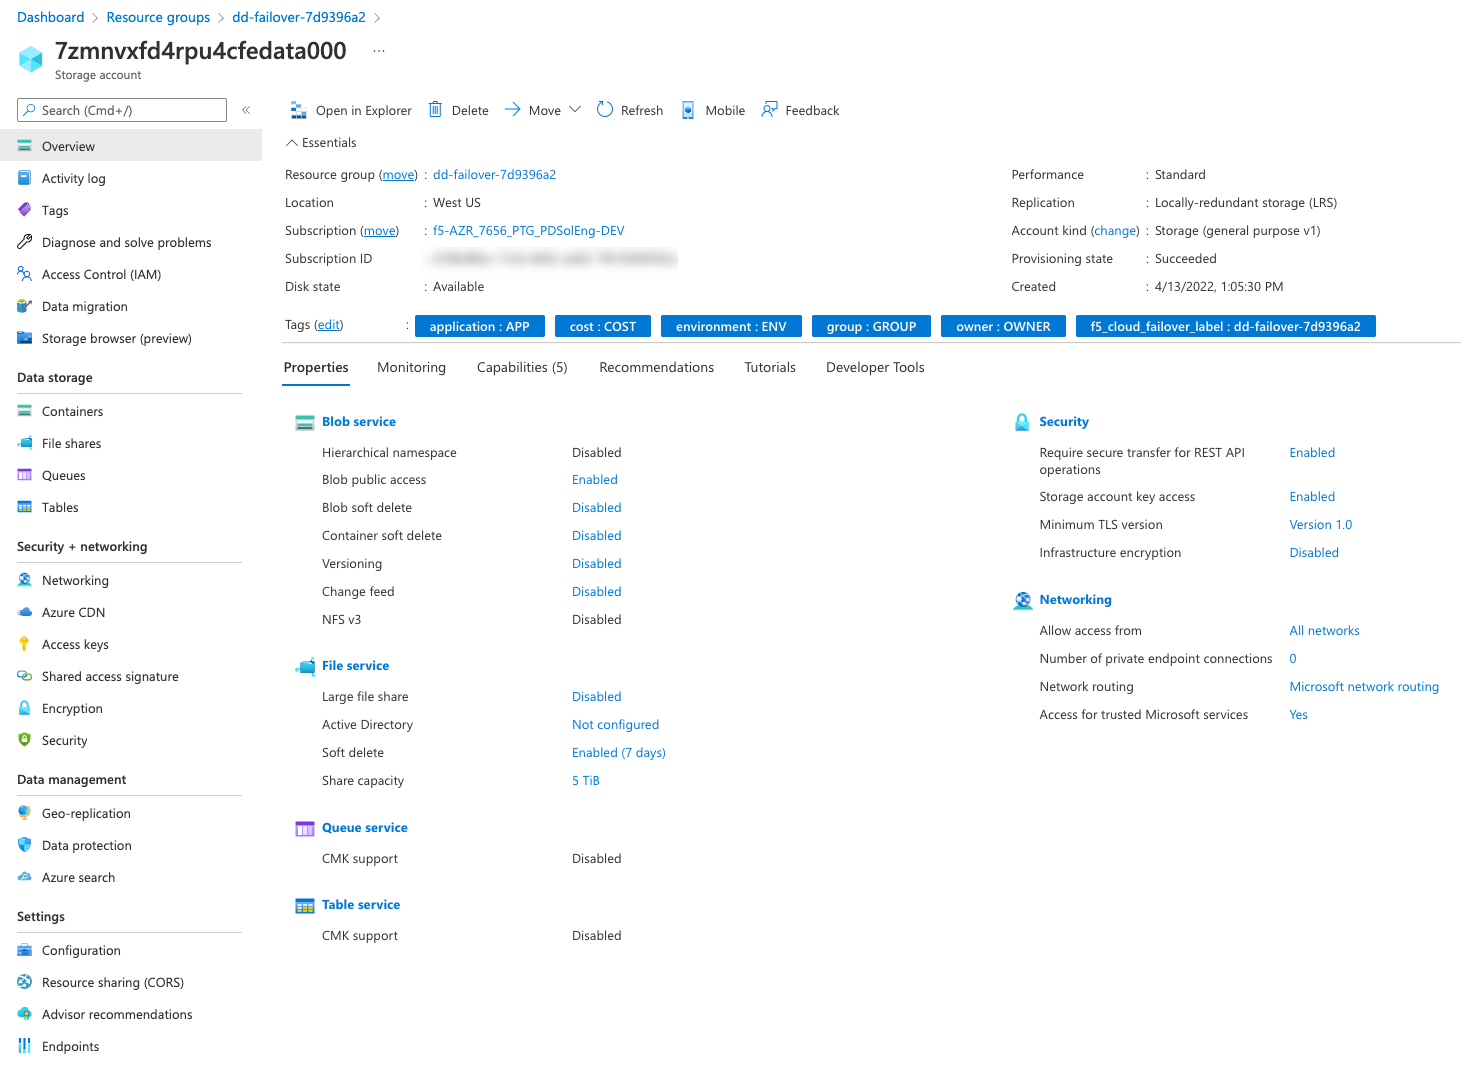 Dashboard > Resource groups > dd-failover-7d9396a2 >
7zmnvxfd4rpu4cfedata000 ...
Storage account
Search (Cmd+/)
«
Overview
Activity log
Tags
Diagnose and solve problems
Access Control (IAM)
Data migration
Storage browser (preview)
Data storage
Containers
File shares
Queues
Tables
Security + networking
Networking
Azure CDN
Access keys
Shared access signature
Encryption
Security
Data management
Geo-replication
Data protection
Azure search
Settings
Configuration
Resource sharing (CORS)
Advisor recommendations
Endpoints
Open in Explorer Delete Move Refresh Mobile Feedback
Essentials
Resource group (move) : dd-failover-7d9396a2
Location : West US
Subscription (move) : f5-AZR_7656_PTG_PDSolEng-DEV
Subscription ID
Disk state : Available
Performance : Standard
Replication : Locally-redundant storage (LRS)
Account kind (change) : Storage (general purpose v1)
Provisioning state : Succeeded
Created : 4/13/2022, 1:05:30 PM
Tags (edit) : application : APP cost : COST environment : ENV group : GROUP owner : OWNER f5_cloud_failover_label : dd-failover-7d9396a2
Properties Monitoring Capabilities (5) Recommendations Tutorials Developer Tools
Blob service
Hierarchical namespace Disabled
Blob public access Enabled
Blob soft delete Disabled
Container soft delete Disabled
Versioning Disabled
Change feed Disabled
NFS v3 Disabled
File service
Large file share Disabled
Active Directory Not configured
Soft delete Enabled (7 days)
Share capacity 5 TiB
Queue service
CMK support Disabled
Table service
CMK support Disabled
Security
Require secure transfer for REST API Enabled
operations
Storage account key access Enabled
Minimum TLS version Version 1.0
Infrastructure encryption Disabled
Networking
Allow access from All networks
Number of private endpoint connections 0
Network routing Microsoft network routing
Access for trusted Microsoft services Yes